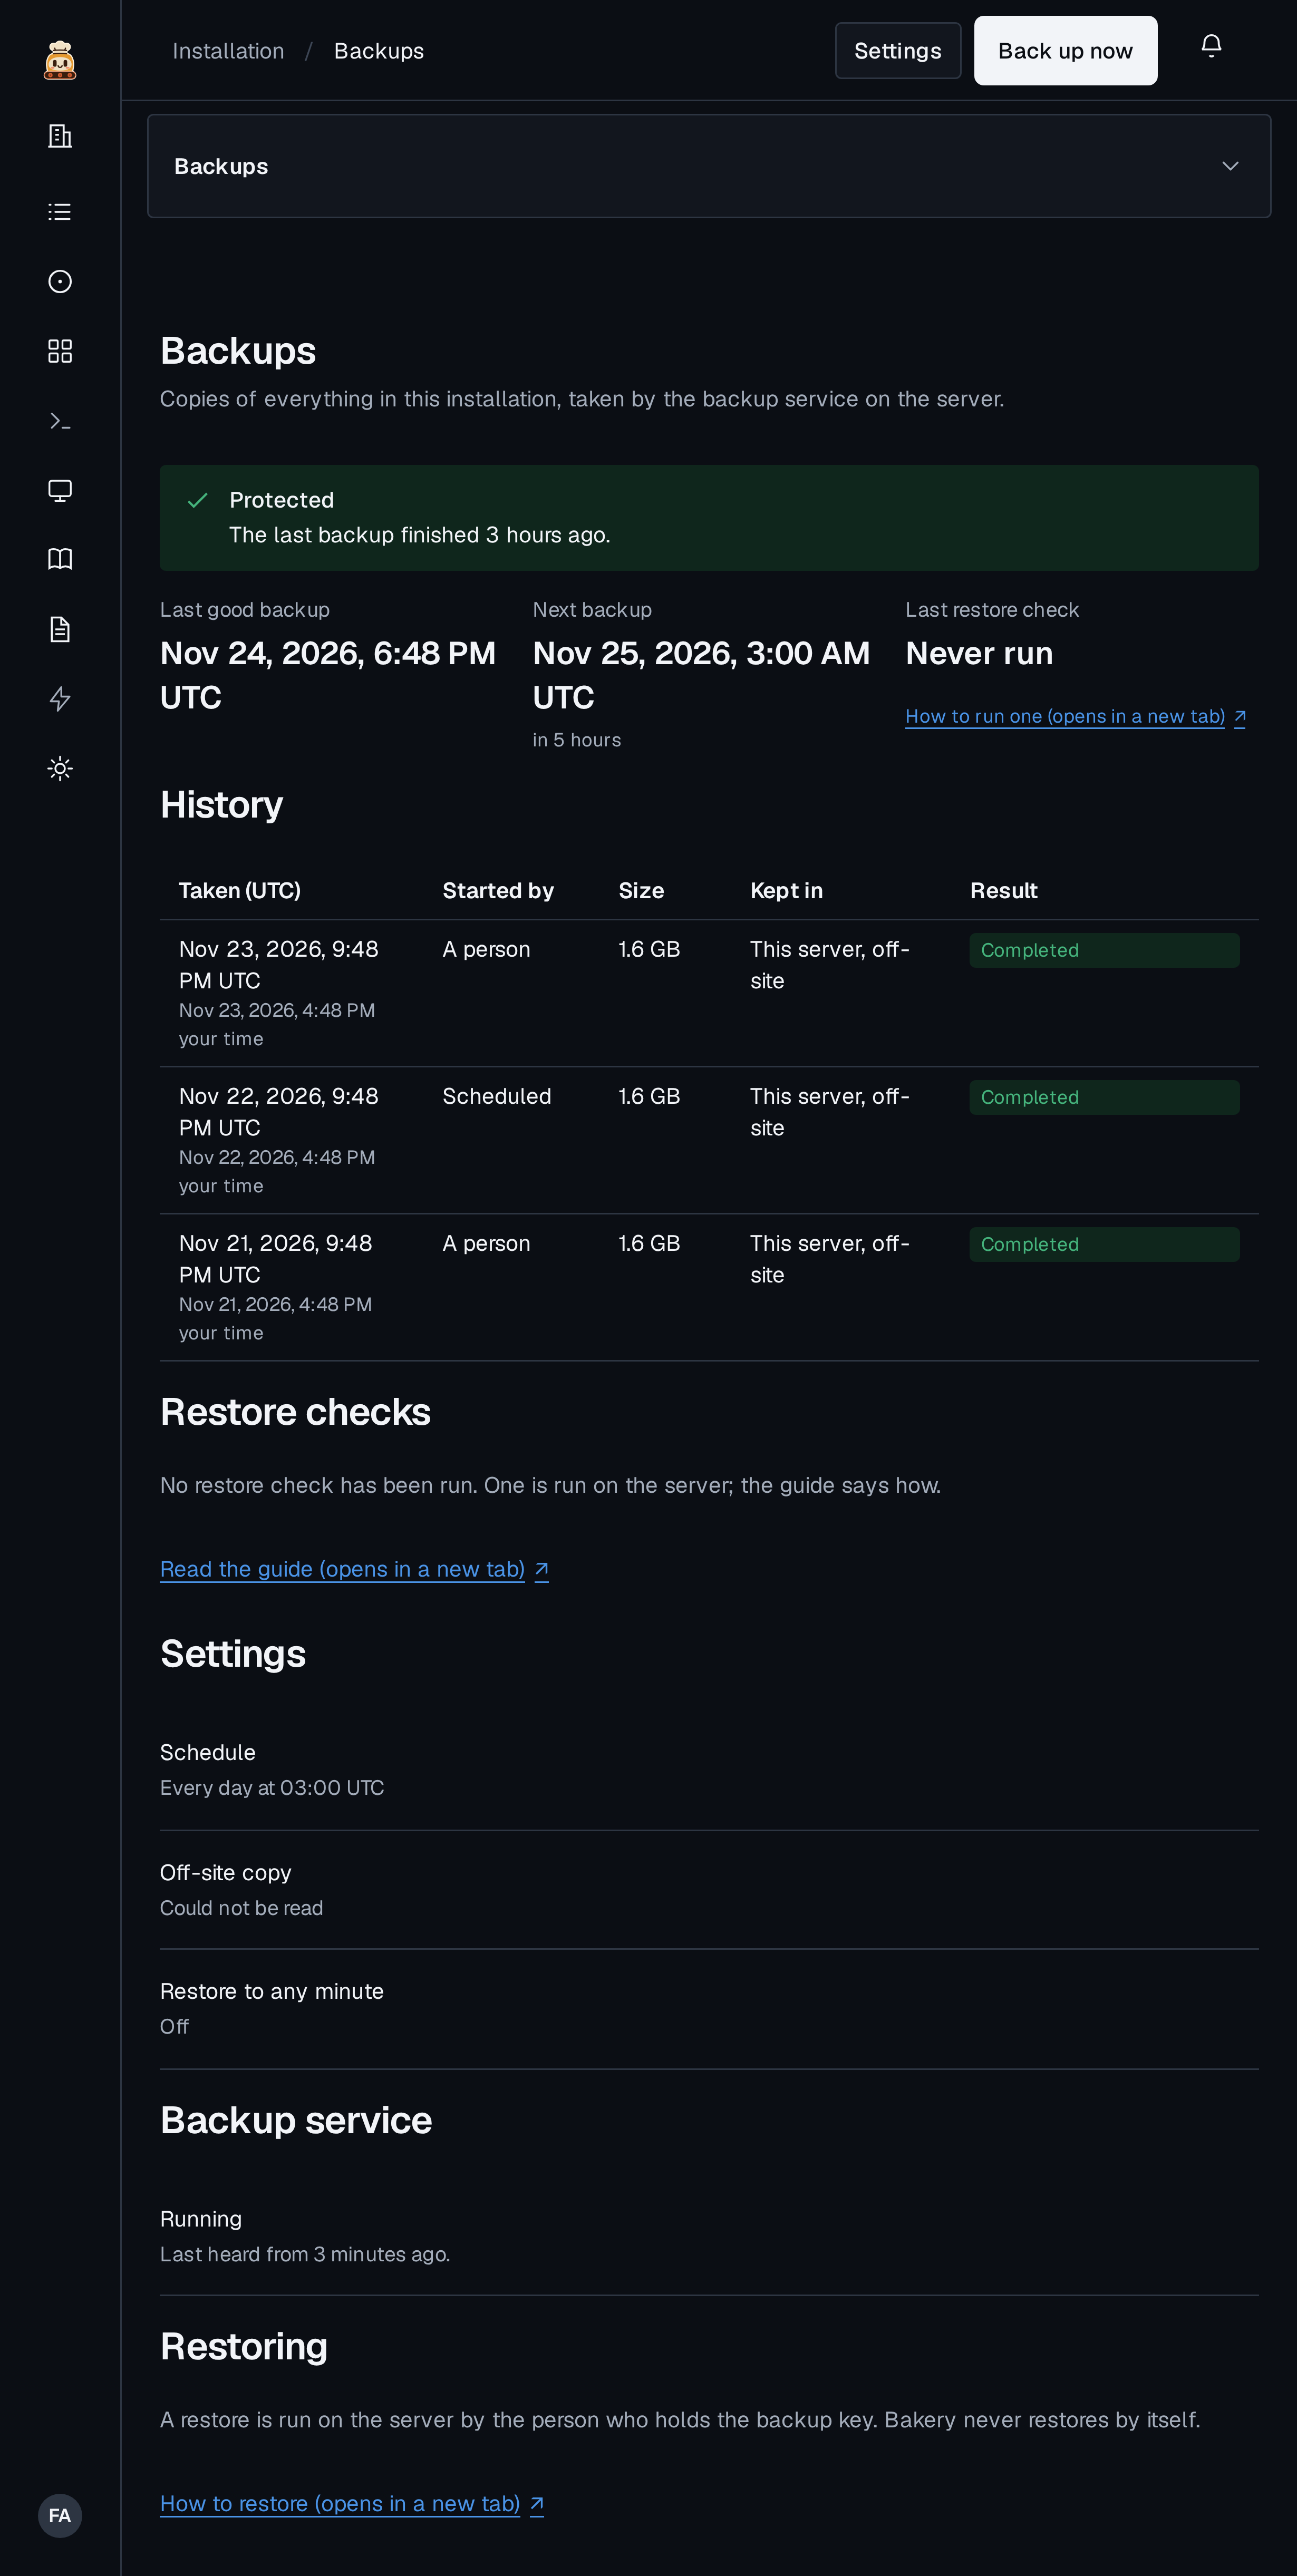 Installation / Backups
Settings
Back up now
Backups
Backups
Copies of everything in this installation, taken by the backup service on the server.
Protected
The last backup finished 3 hours ago.
Last good backup
Nov 24, 2026, 6:48 PM
UTC
Next backup
Nov 25, 2026, 3:00 AM
UTC
in 5 hours
Last restore check
Never run
How to run one (opens in a new tab)
History
Taken (UTC) Started by Size Kept in Result
Nov 23, 2026, 9:48 A person 1.6 GB This server, off- Completed
PM UTC site
Nov 23, 2026, 4:48 PM
your time
Nov 22, 2026, 9:48 Scheduled 1.6 GB This server, off- Completed
PM UTC site
Nov 22, 2026, 4:48 PM
your time
Nov 21, 2026, 9:48 A person 1.6 GB This server, off- Completed
PM UTC site
Nov 21, 2026, 4:48 PM
your time
Restore checks
No restore check has been run. One is run on the server; the guide says how.
Read the guide (opens in a new tab)
Settings
Schedule
Every day at 03:00 UTC
Off-site copy
Could not be read
Restore to any minute
Off
Backup service
Running
Last heard from 3 minutes ago.
Restoring
A restore is run on the server by the person who holds the backup key. Bakery never restores by itself.
How to restore (opens in a new tab)
FA